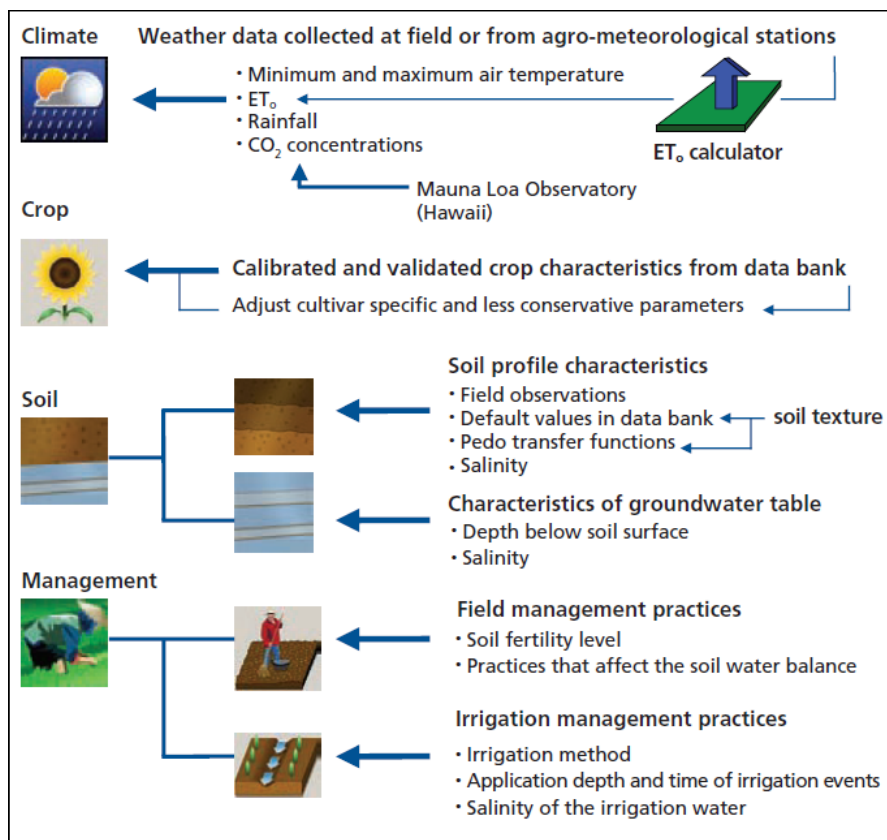 Climate
Weather data collected at field or from agro-meteorological stations
• Minimum and maximum air temperature
• ETₒ
• Rainfall
• CO₂ concentrations
ETₒ calculator
Mauna Loa Observatory
(Hawaii)
Crop
Calibrated and validated crop characteristics from data bank
Adjust cultivar specific and less conservative parameters
Soil
Soil profile characteristics
• Field observations
• Default values in data bank
soil texture
• Pedo transfer functions
• Salinity
Characteristics of groundwater table
• Depth below soil surface
• Salinity
Management
Field management practices
• Soil fertility level
• Practices that affect the soil water balance
Irrigation management practices
• Irrigation method
• Application depth and time of irrigation events
• Salinity of the irrigation water